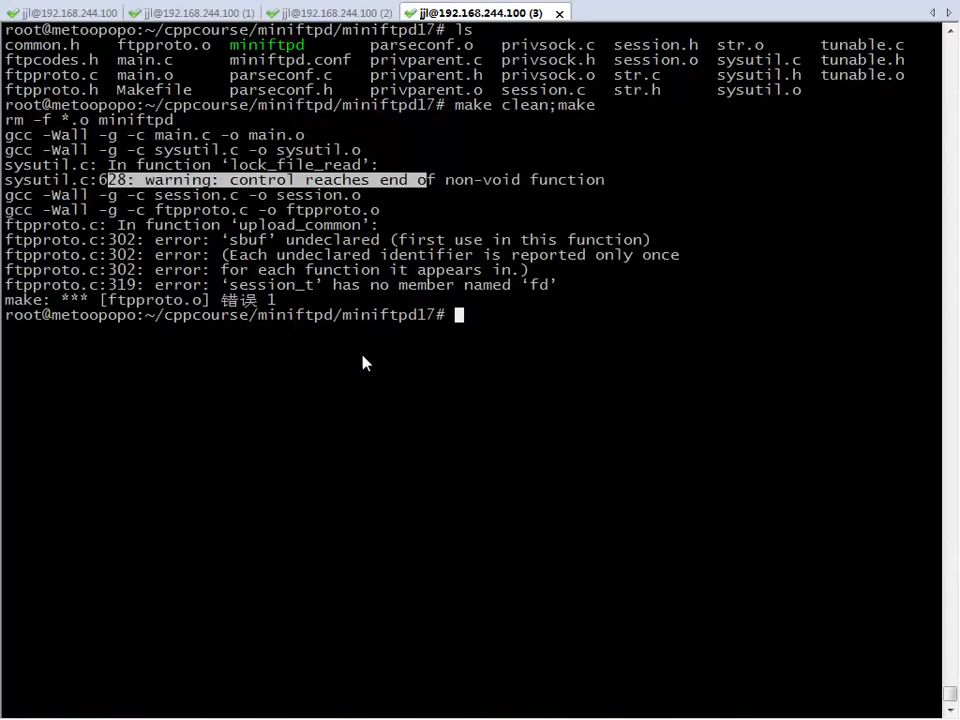 jjl@192.168.244.100 jjl@192.168.244.100 (1) jjl@192.168.244.100 (2) jjl@192.168.244.100 (3)
root@metoopopo:~/cppcourse/miniftpd/miniftpd17# ls
common.h ftpproto.o miniftpd parseconf.o privsock.c session.h str.o tunable.c
ftpcodes.h main.c miniftpd.conf privparent.c privsock.h session.o sysutil.c tunable.h
ftpproto.c main.o parseconf.c privparent.h privsock.o str.c sysutil.h tunable.o
ftpproto.h Makefile parseconf.h privparent.o session.c str.h sysutil.o
root@metoopopo:~/cppcourse/miniftpd/miniftpd17# make clean;make
rm -f *.o miniftpd
gcc -Wall -g -c main.c -o main.o
gcc -Wall -g -c sysutil.c -o sysutil.o
sysutil.c: In function ‘lock_file_read’:
sysutil.c:628: warning: control reaches end of non-void function
gcc -Wall -g -c session.c -o session.o
gcc -Wall -g -c ftpproto.c -o ftpproto.o
ftpproto.c: In function ‘upload_common’:
ftpproto.c:302: error: ‘sbuf’ undeclared (first use in this function)
ftpproto.c:302: error: (Each undeclared identifier is reported only once
ftpproto.c:302: error: for each function it appears in.)
ftpproto.c:319: error: ‘session_t’ has no member named ‘fd’
make: *** [ftpproto.o] 错误 1
root@metoopopo:~/cppcourse/miniftpd/miniftpd17#